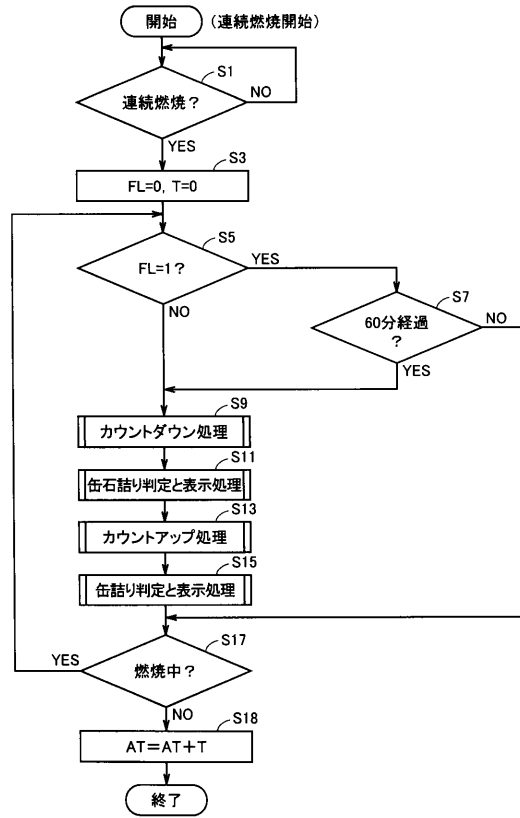 開始 (連続燃焼開始)
S1
連続燃焼?
NO
YES
S3
FL=0, T=0
S5
FL=1?
YES
NO
S7
60分経過
?
NO
YES
S9
カウントダウン処理
S11
缶石詰り判定と表示処理
S13
カウントアップ処理
S15
缶詰り判定と表示処理
S17
YES
燃焼中?
NO
S18
AT=AT+T
終了